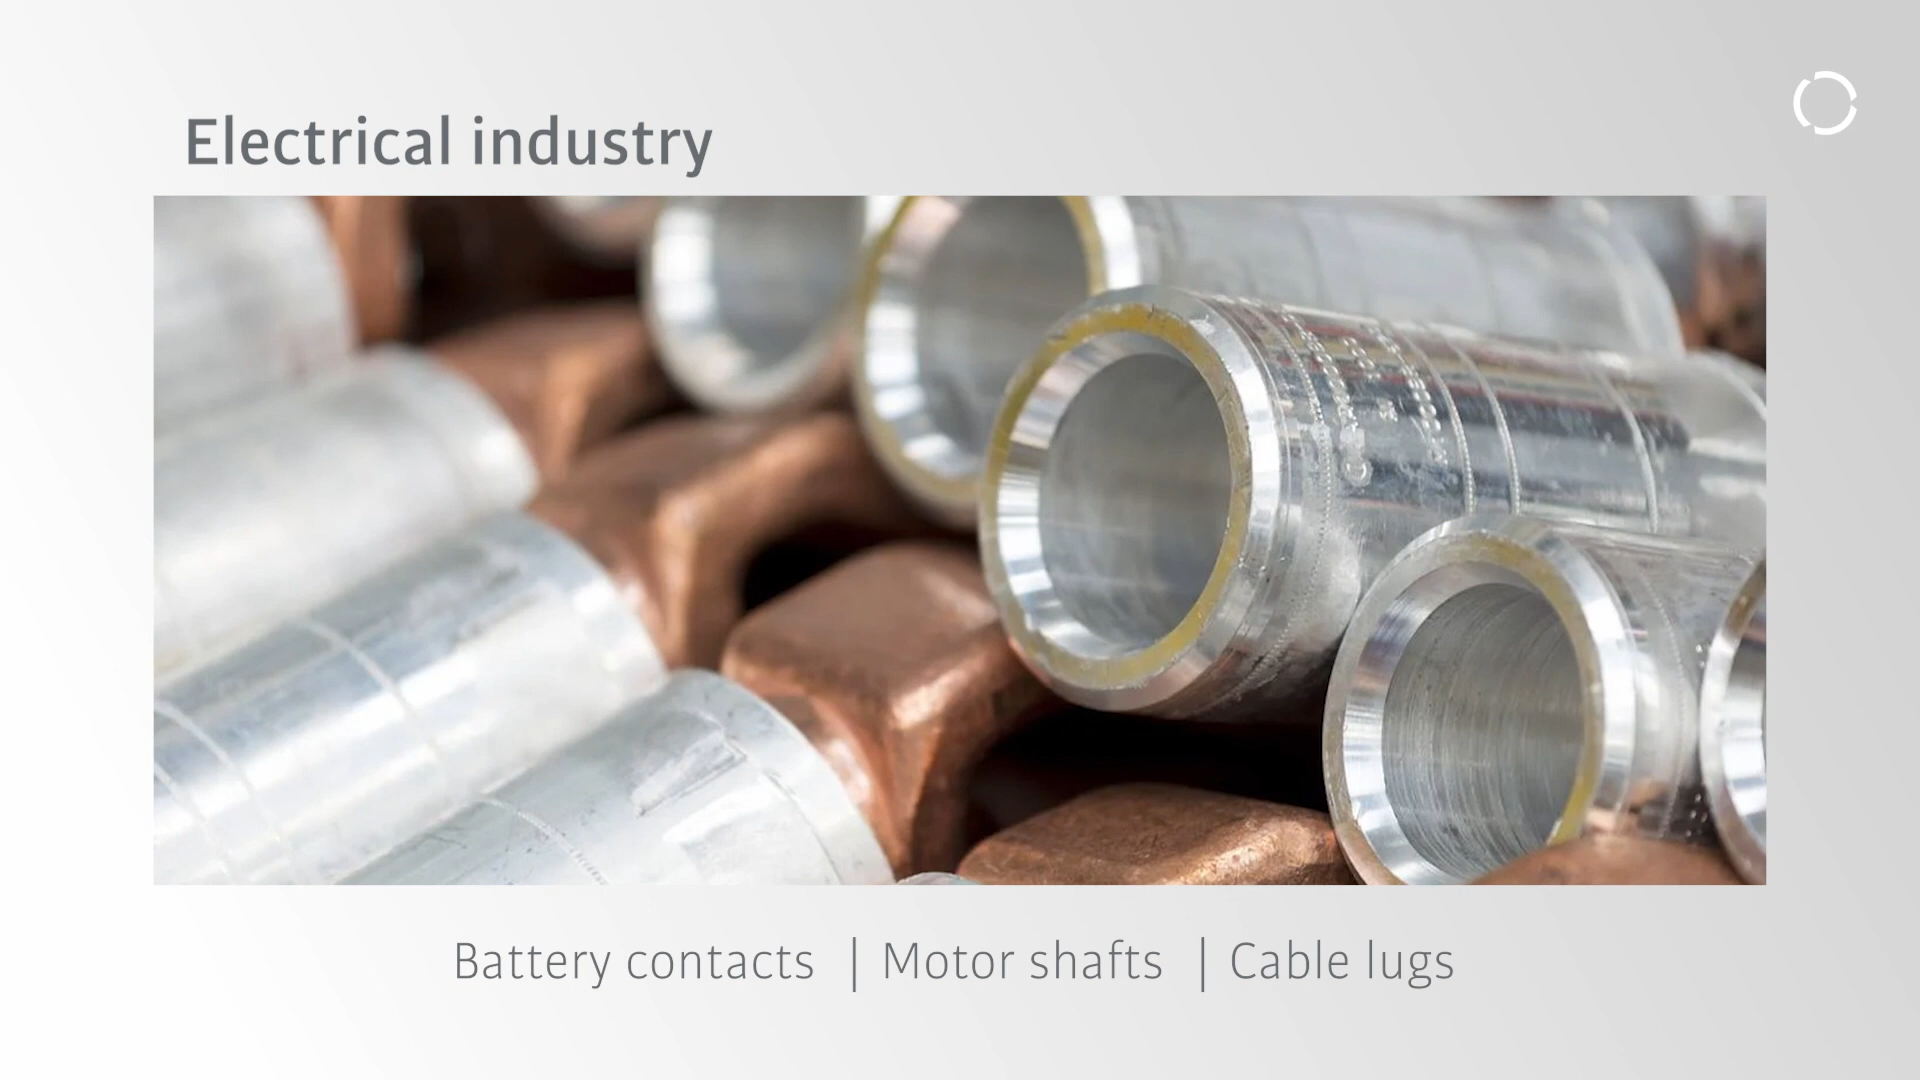 Electrical industry
Battery contacts | Motor shafts | Cable lugs